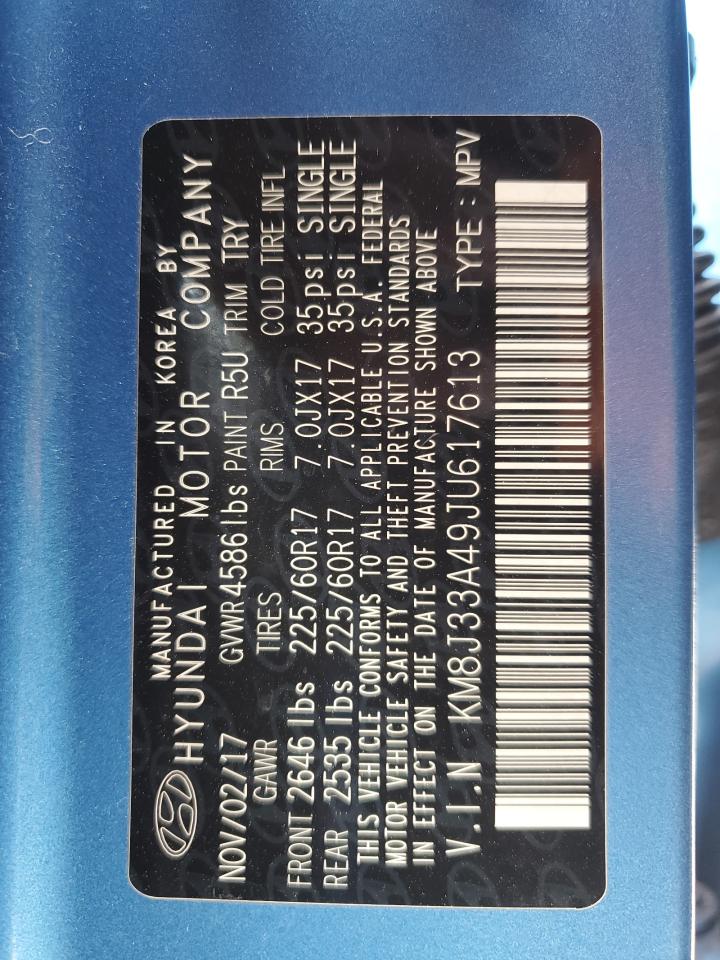 MANUFACTURED IN KOREA BY
HYUNDAI MOTOR COMPANY
NOV/02/17 GVWR4586lbs PAINT R5U TRIM TRY
GAWR TIRES RIMS COLD TIRE INFL
FRONT 2646 lbs 225/60R17 7.0JX17 35psi SINGLE
REAR 2535 lbs 225/60R17 7.0JX17 35psi SINGLE
THIS VEHICLE CONFORMS TO ALL APPLICABLE U.S.A. FEDERAL
MOTOR VEHICLE SAFETY AND THEFT PREVENTION STANDARDS
IN EFFECT ON THE DATE OF MANUFACTURE SHOWN ABOVE
V.I.N KM8J33A49JU617613 TYPE : MPV